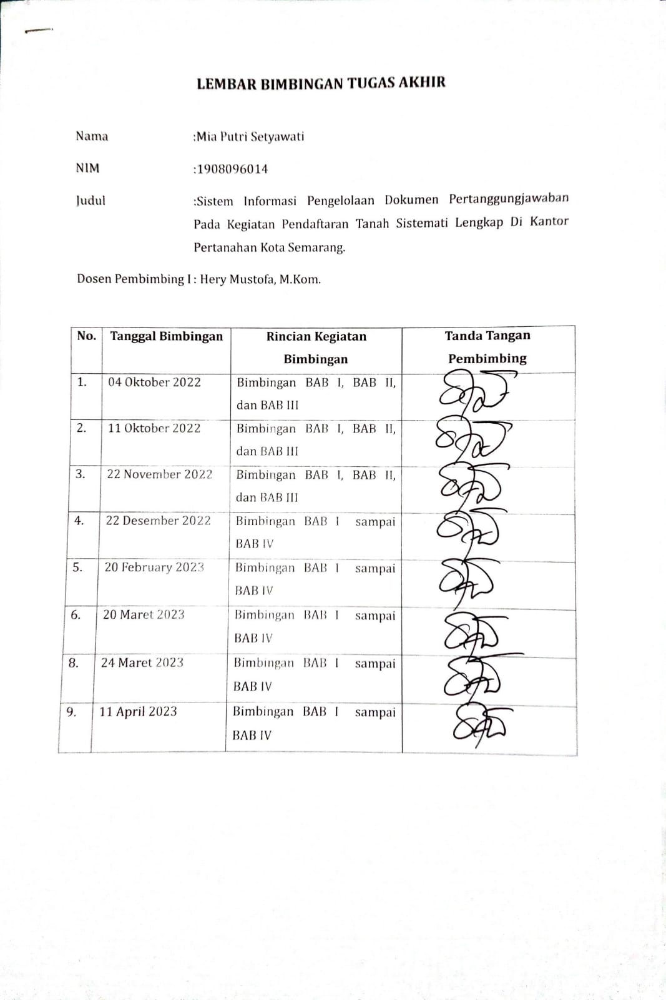 LEMBAR BIMBINGAN TUGAS AKHIR
Nama :Mia Putri Setyawati
NIM :1908096014
Judul :Sistem Informasi Pengelolaan Dokumen Pertanggungjawaban
Pada Kegiatan Pendaftaran Tanah Sistemati Lengkap Di Kantor
Pertanahan Kota Semarang.
Dosen Pembimbing I : Hery Mustofa, M.Kom.
No. Tanggal Bimbingan Rincian Kegiatan Tanda Tangan
Bimbingan Pembimbing
1. 04 Oktober 2022 Bimbingan BAB I, BAB II,
dan BAB III
2. 11 Oktober 2022 Bimbingan BAB I, BAB II,
dan BAB III
3. 22 November 2022 Bimbingan BAB I, BAB II,
dan BAB III
4. 22 Desember 2022 Bimbingan BAB I sampai
BAB IV
5. 20 February 2023 Bimbingan BAB I sampai
BAB IV
6. 20 Maret 2023 Bimbingan BAB I sampai
BAB IV
8. 24 Maret 2023 Bimbingan BAB I sampai
BAB IV
9. 11 April 2023 Bimbingan BAB I sampai
BAB IV